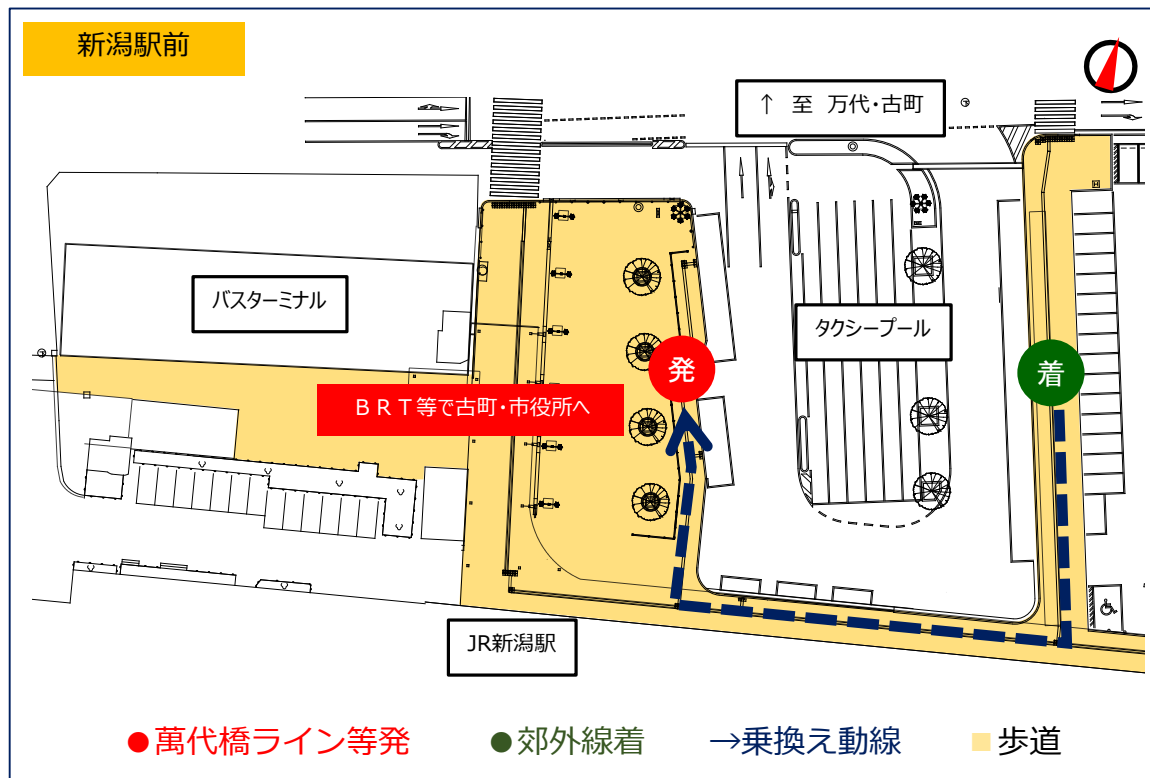 新潟駅前
↑ 至 万代・古町
バスターミナル
タクシープール
発
着
ＢＲＴ等で古町・市役所へ
JR新潟駅
●萬代橋ライン等発 ●郊外線着 →乗換え動線 ■歩道